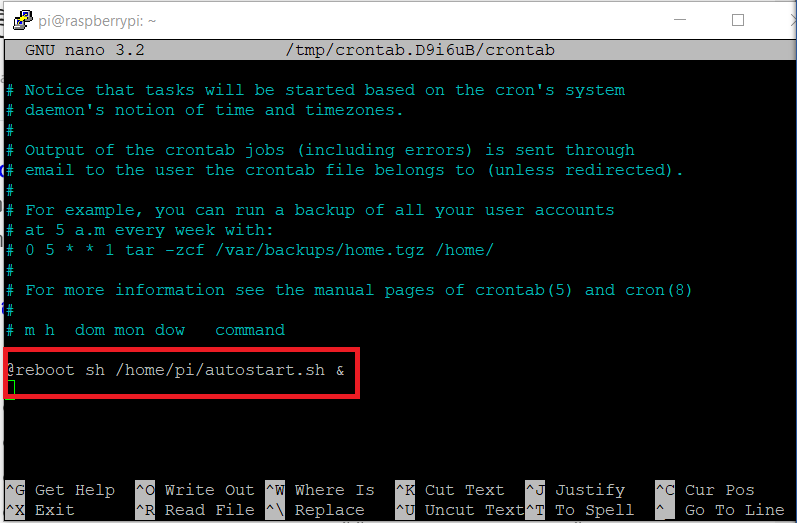 pi@raspberrypi: ~
GNU nano 3.2 /tmp/crontab.D9i6uB/crontab
# Notice that tasks will be started based on the cron's system
# daemon's notion of time and timezones.
#
# Output of the crontab jobs (including errors) is sent through
# email to the user the crontab file belongs to (unless redirected).
#
# For example, you can run a backup of all your user accounts
# at 5 a.m every week with:
# 0 5 * * 1 tar -zcf /var/backups/home.tgz /home/
#
# For more information see the manual pages of crontab(5) and cron(8)
#
# m h  dom mon dow   command
@reboot sh /home/pi/autostart.sh &
^G Get Help ^O Write Out ^W Where Is ^K Cut Text ^J Justify ^C Cur Pos
^X Exit ^R Read File ^\ Replace ^U Uncut Text ^T To Spell ^_ Go To Line